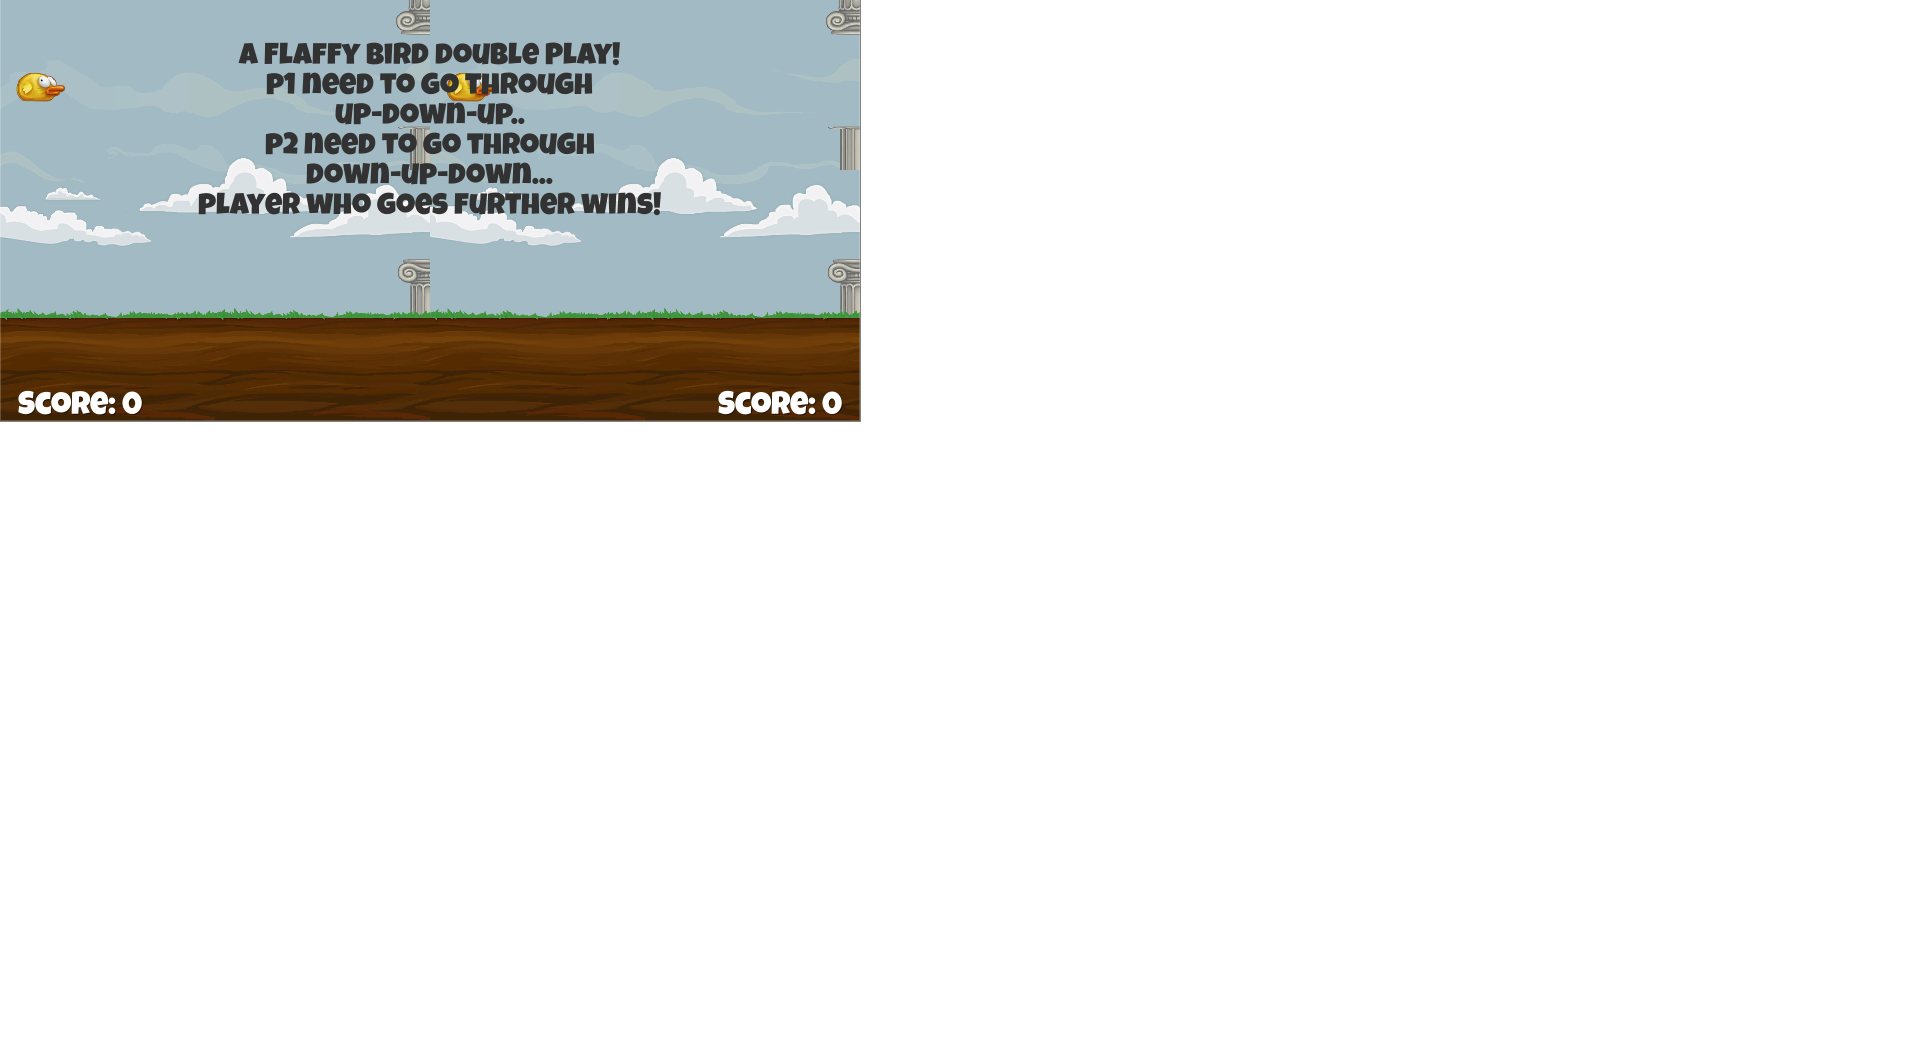 A FLAFFY BIRD DOUBLE PLAY!
P1 NEED TO GO THROUGH
UP-DOWN-UP..
P2 NEED TO GO THROUGH
DOWN-UP-DOWN...
PLAYER WHO GOES FURTHER WINS!
SCORE: 0
SCORE: 0